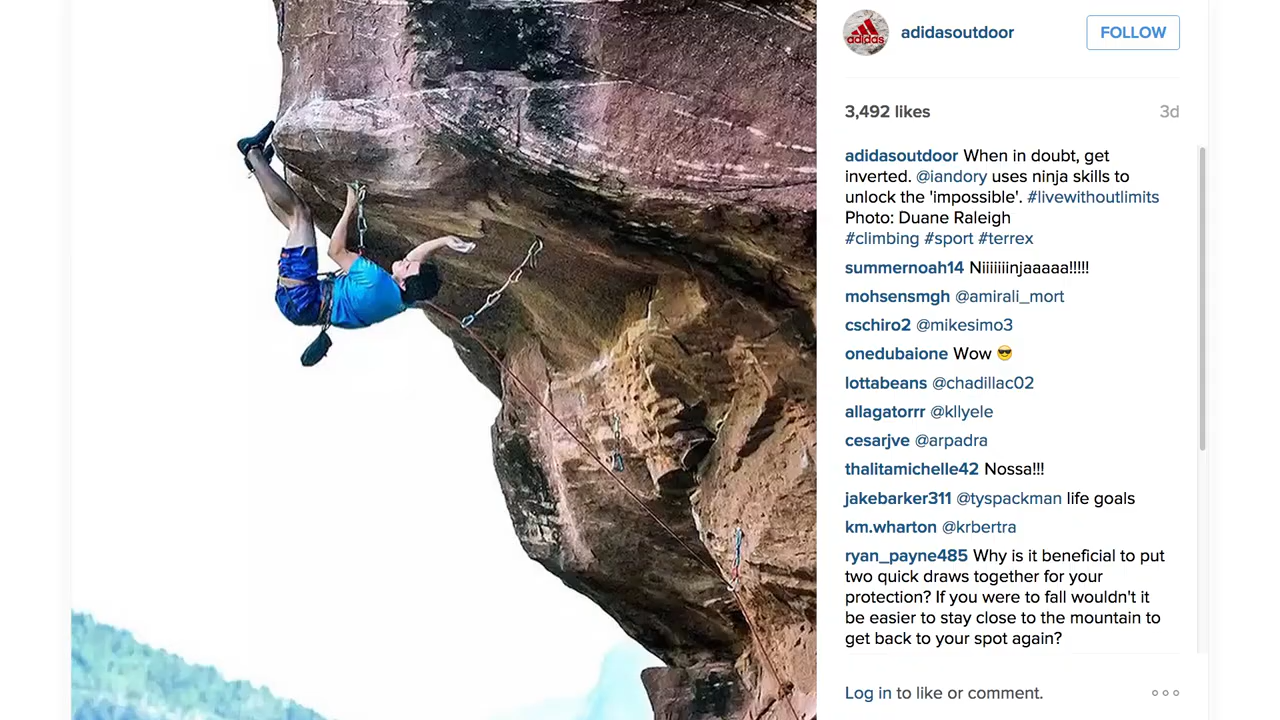 adidas
adidasoutdoor
FOLLOW
3,492 likes
3d
adidasoutdoor When in doubt, get
inverted. @iandory uses ninja skills to
unlock the 'impossible'. #livewithoutlimits
Photo: Duane Raleigh
#climbing #sport #terrex
summernoah14 Niiiiiiinjaaaaa!!!!!
mohsensmgh @amirali_mort
cschiro2 @mikesimo3
onedubaione Wow 😎
lottabeans @chadillac02
allagatorrr @kllyele
cesarjve @arpadra
thalitamichelle42 Nossa!!!
jakebarker311 @tyspackman life goals
km.wharton @krbertra
ryan_payne485 Why is it beneficial to put
two quick draws together for your
protection? If you were to fall wouldn't it
be easier to stay close to the mountain to
get back to your spot again?
Log in to like or comment.